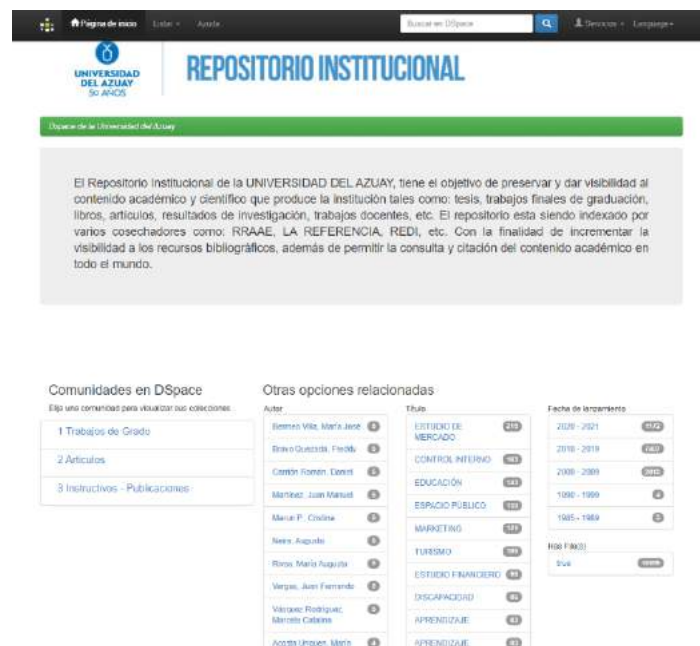 Página de inicio Listar Ayuda Buscar en DSpace Servicios Language
UNIVERSIDAD
DEL AZUAY
50 AÑOS
REPOSITORIO INSTITUCIONAL
Dspace de la Universidad del Azuay
El Repositorio Institucional de la UNIVERSIDAD DEL AZUAY, tiene el objetivo de preservar y dar visibilidad al
contenido académico y científico que produce la institución tales como: tesis, trabajos finales de graduación,
libros, artículos, resultados de investigación, trabajos docentes, etc. El repositorio esta siendo indexado por
varios cosechadores como: RRAAE, LA REFERENCIA, REDI, etc. Con la finalidad de incrementar la
visibilidad a los recursos bibliográficos, además de permitir la consulta y citación del contenido académico en
todo el mundo.
Comunidades en DSpace
Elija una comunidad para visualizar sus colecciones
1 Trabajos de Grado
2 Artículos
3 Instructivos - Publicaciones
Otras opciones relacionadas
Autor
Bermeo Villa, María José
Bravo Quezada, Freddy
Carrión Román, Daniel
Martínez, Juan Manuel
Cristina
Neira, Augusto
María Augusta
Vargas, Juan Fernando
Vásquez Rodríguez,
Marcela Catalina
María
Título
ESTUDIO DE
MERCADO
CONTROL INTERNO
EDUCACIÓN
ESPACIO PÚBLICO
MARKETING
TURISMO
ESTUDIO FINANCIERO
DISCAPACIDAD
APRENDIZAJE
APRENDIZAJE
Fecha de lanzamiento
2020 - 2021
2010 - 2019
2000 - 2009
1990 - 1999
1985 - 1989
Has File(s)
true